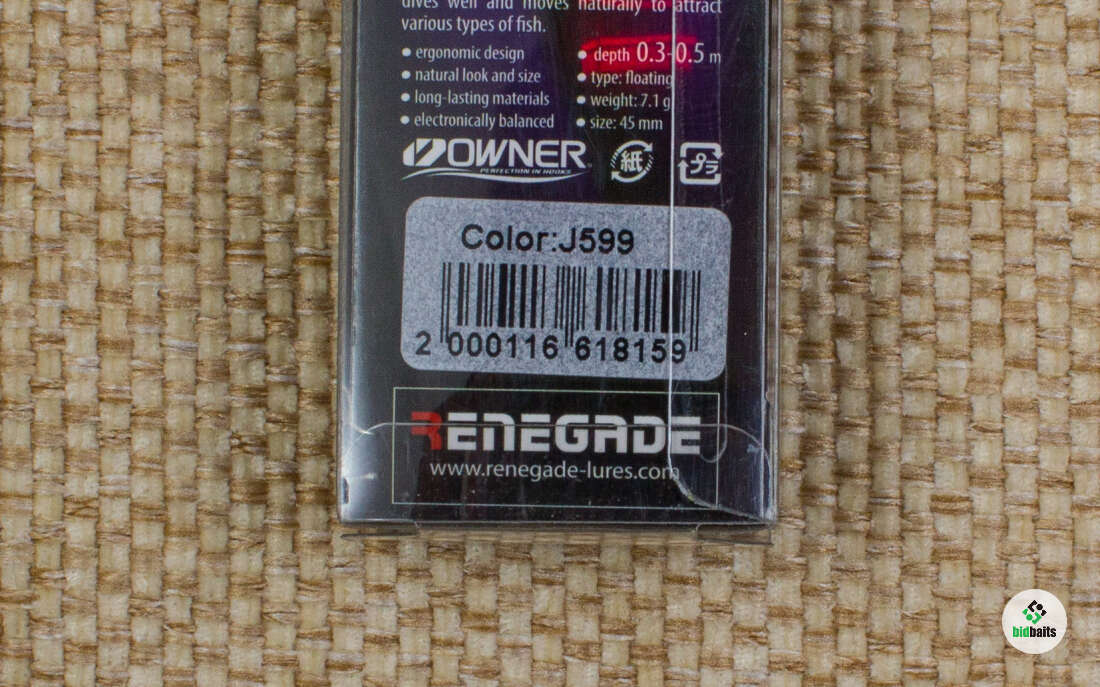 dives well and moves naturally to attract
various types of fish.
• ergonomic design
• natural look and size
• long-lasting materials
• electronically balanced
• depth 0.3-0.5 m
• type: floating
• weight: 7.1 g
• size: 45 mm
OWNER
PERFECTION IN HOOKS
紙
プラ
Color:J599
2 000116 618159
RENEGADE
www.renegade-lures.com
bidbaits